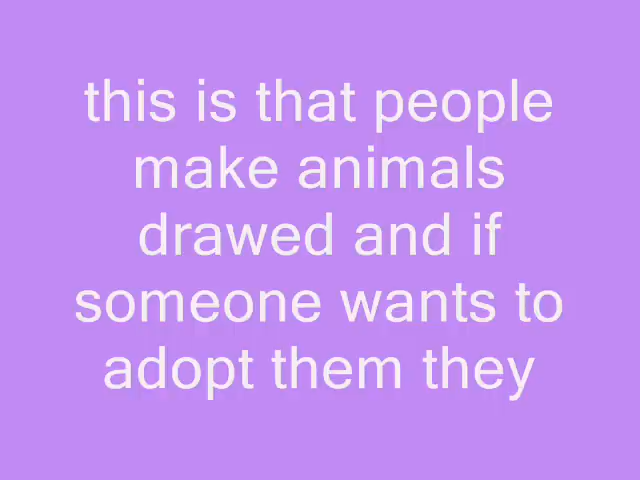 this is that people
make animals
drawed and if
someone wants to
adopt them they